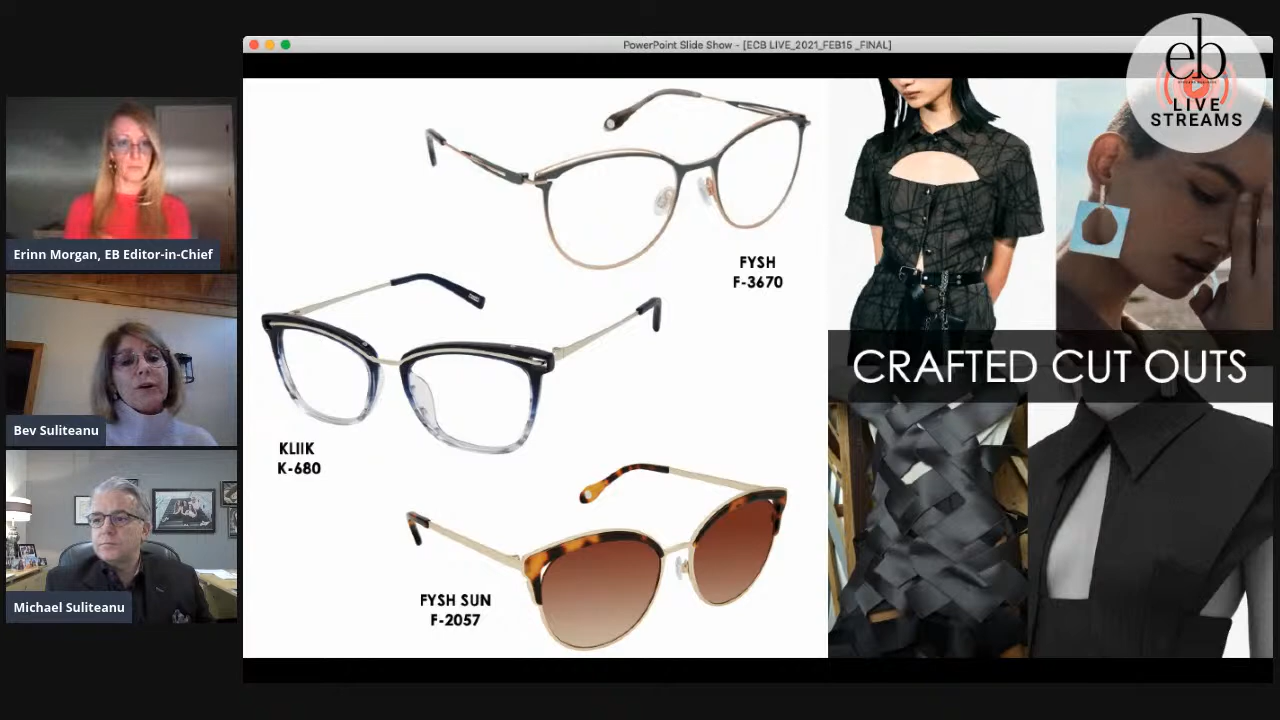 PowerPoint Slide Show - [ECB LIVE_2021_FEB15 _FINAL]
eb
LIVE
STREAMS
Erinn Morgan, EB Editor-in-Chief
Bev Suliteanu
Michael Suliteanu
FYSH
F-3670
KLIIK
K-680
FYSH SUN
F-2057
CRAFTED CUT OUTS